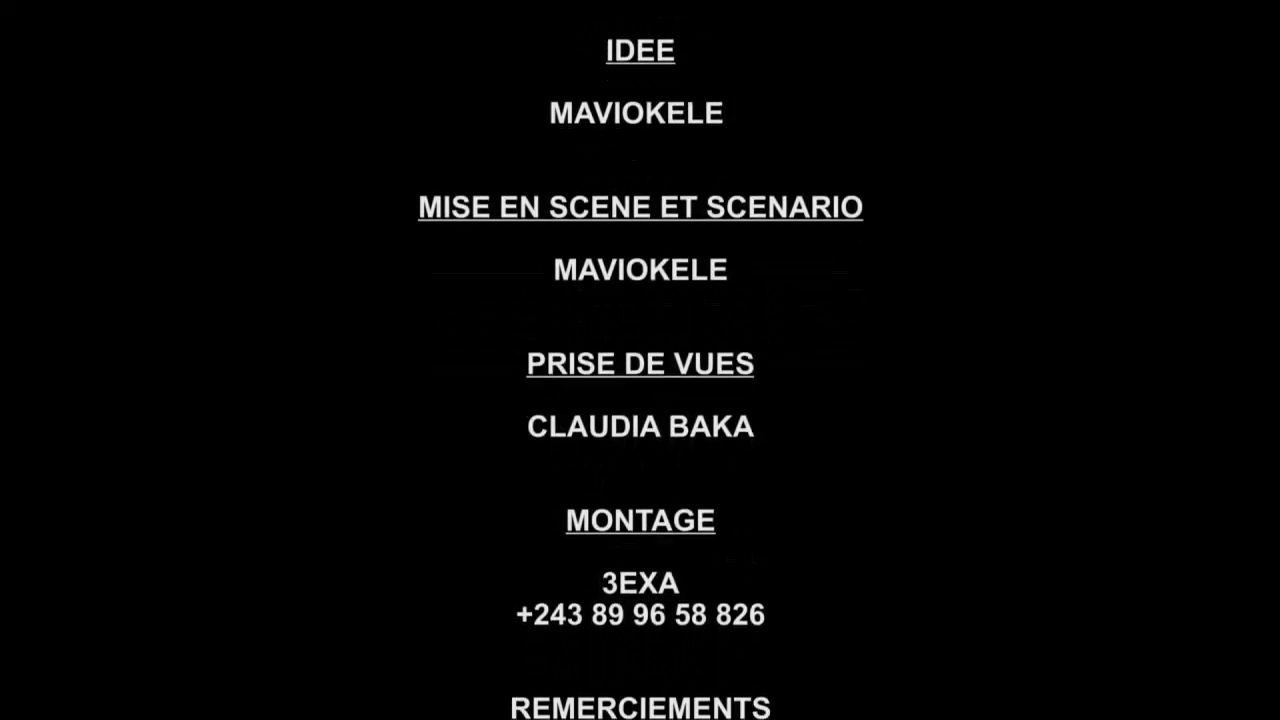 IDEE
MAVIOKELE
MISE EN SCENE ET SCENARIO
MAVIOKELE
PRISE DE VUES
CLAUDIA BAKA
MONTAGE
3EXA
+243 89 96 58 826
REMERCIEMENTS